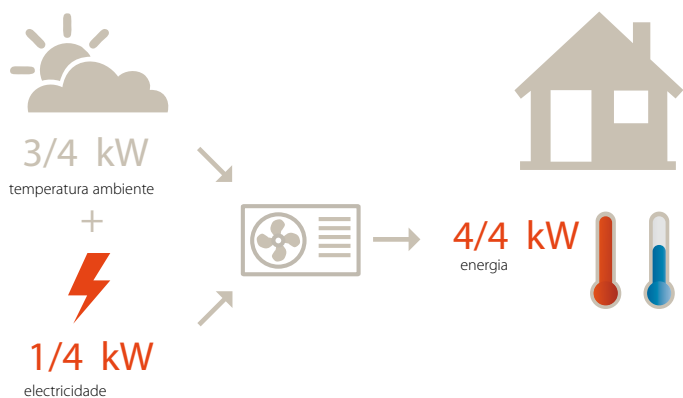 3/4 kW
temperatura ambiente
+
1/4 kW
electricidade
4/4 kW
energia